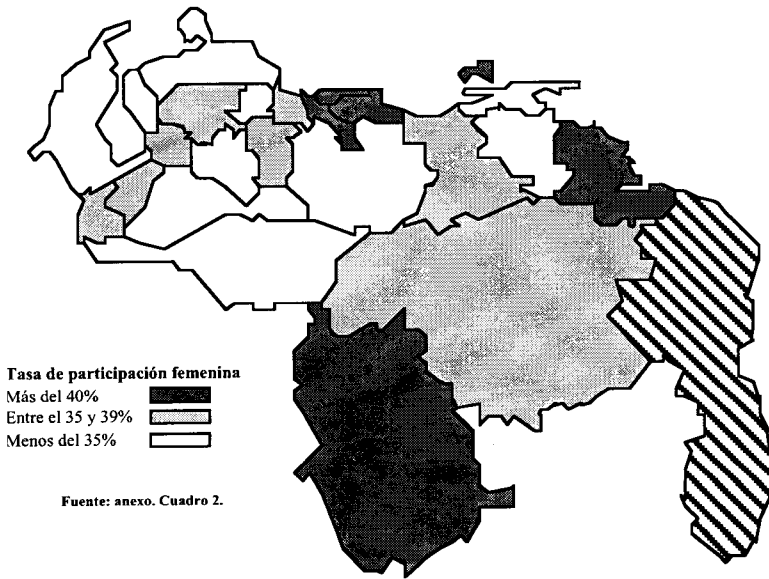 Tasa de participación femenina
Más del 40%
Entre el 35 y 39%
Menos del 35%
Fuente: anexo. Cuadro 2.